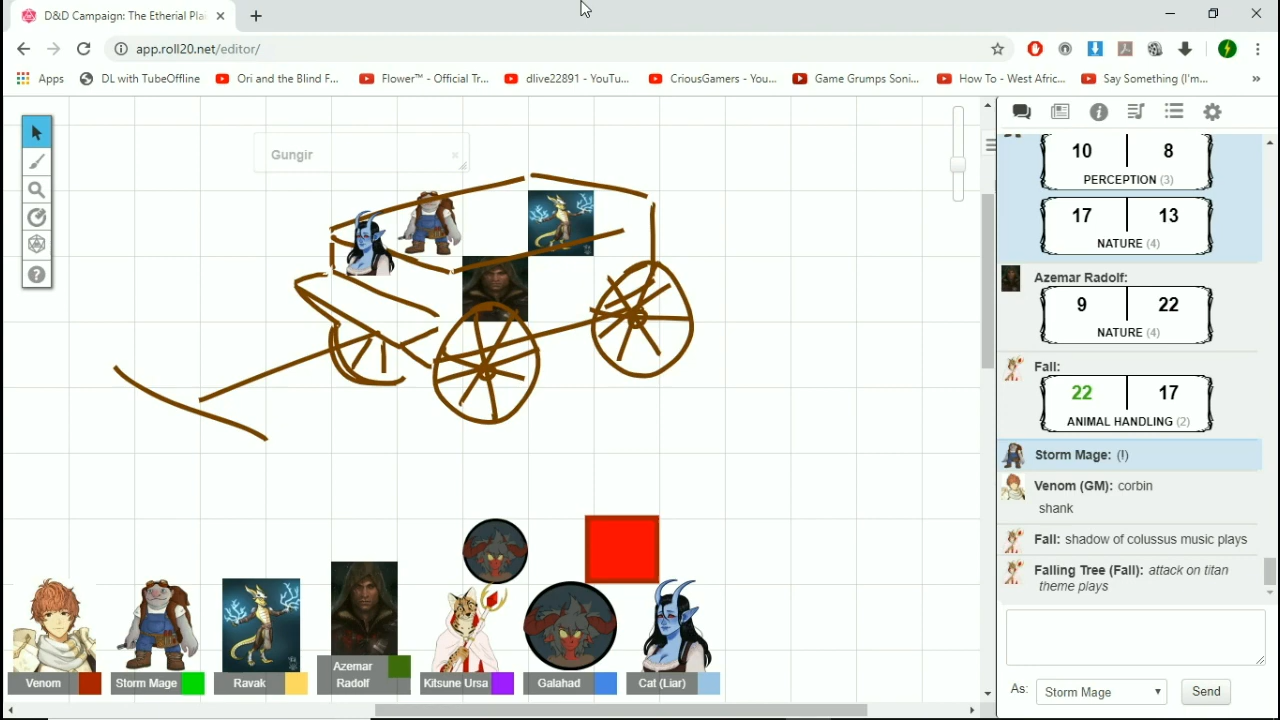 D&D Campaign: The Etherial Plai
app.roll20.net/editor/
Apps
DL with TubeOffline
Ori and the Blind F...
Flower™ - Official Tr...
dlive22891 - YouTu...
CriousGamers - You...
Game Grumps Soni...
How To - West Afric...
Say Something (I'm...
»
Gungir
10 8
PERCEPTION (3)
17 13
NATURE (4)
Azemar Radolf:
9 22
NATURE (4)
Fall:
22 17
ANIMAL HANDLING (2)
Storm Mage: (!)
Venom (GM): corbin
shank
Fall: shadow of colussus music plays
Falling Tree (Fall): attack on titan
theme plays
As: Storm Mage Send
Venom
Storm Mage
Ravak
Azemar
Radolf
Kitsune Ursa
Galahad
Cat (Liar)